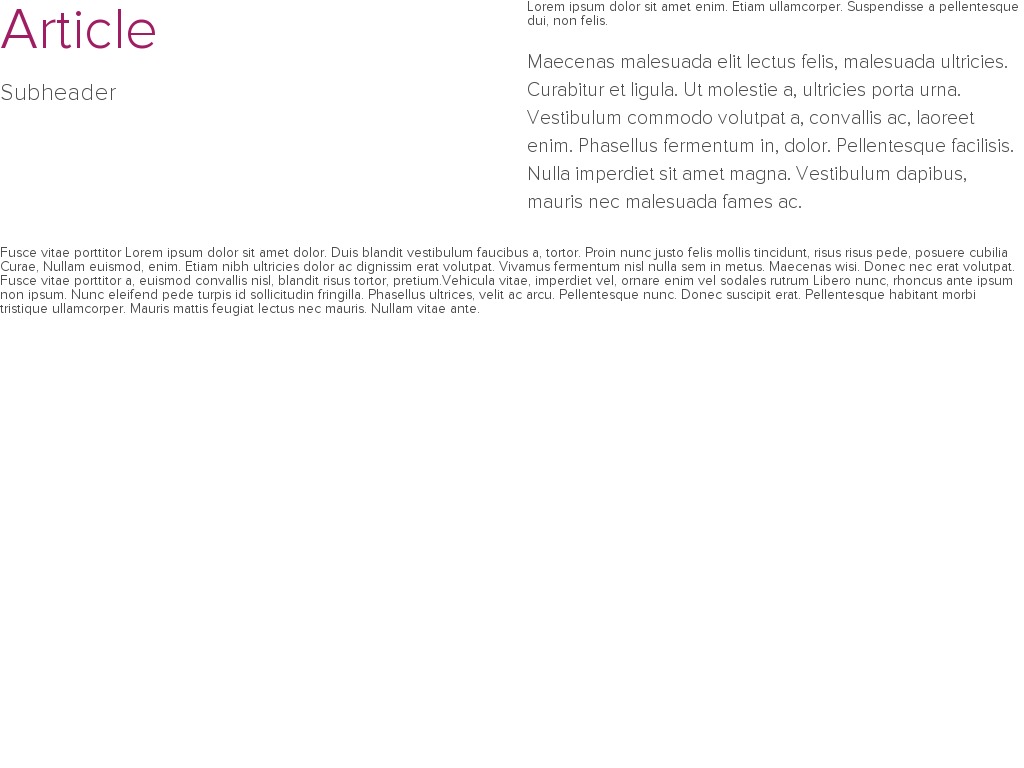 Article
Subheader
Lorem ipsum dolor sit amet enim. Etiam ullamcorper. Suspendisse a pellentesque
dui, non felis.
Maecenas malesuada elit lectus felis, malesuada ultricies.
Curabitur et ligula. Ut molestie a, ultricies porta urna.
Vestibulum commodo volutpat a, convallis ac, laoreet
enim. Phasellus fermentum in, dolor. Pellentesque facilisis.
Nulla imperdiet sit amet magna. Vestibulum dapibus,
mauris nec malesuada fames ac.
Fusce vitae porttitor Lorem ipsum dolor sit amet dolor. Duis blandit vestibulum faucibus a, tortor. Proin nunc justo felis mollis tincidunt, risus risus pede, posuere cubilia
Curae, Nullam euismod, enim. Etiam nibh ultricies dolor ac dignissim erat volutpat. Vivamus fermentum nisl nulla sem in metus. Maecenas wisi. Donec nec erat volutpat.
Fusce vitae porttitor a, euismod convallis nisl, blandit risus tortor, pretium.Vehicula vitae, imperdiet vel, ornare enim vel sodales rutrum Libero nunc, rhoncus ante ipsum
non ipsum. Nunc eleifend pede turpis id sollicitudin fringilla. Phasellus ultrices, velit ac arcu. Pellentesque nunc. Donec suscipit erat. Pellentesque habitant morbi
tristique ullamcorper. Mauris mattis feugiat lectus nec mauris. Nullam vitae ante.